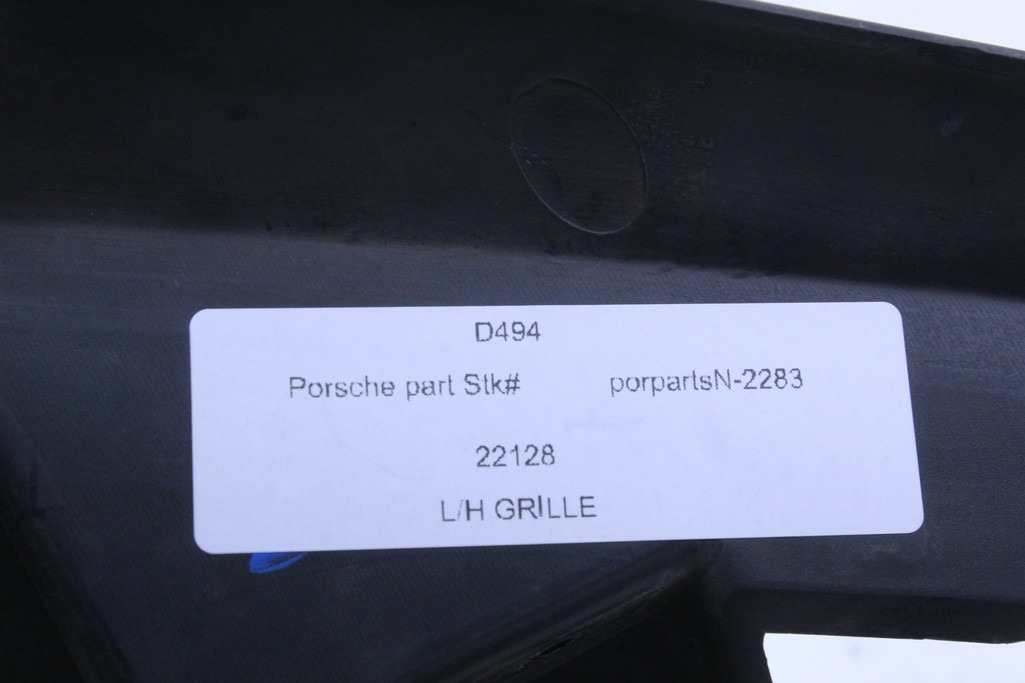 D494
Porsche part Stk# porpartsN-2283
22128
L/H GRILLE